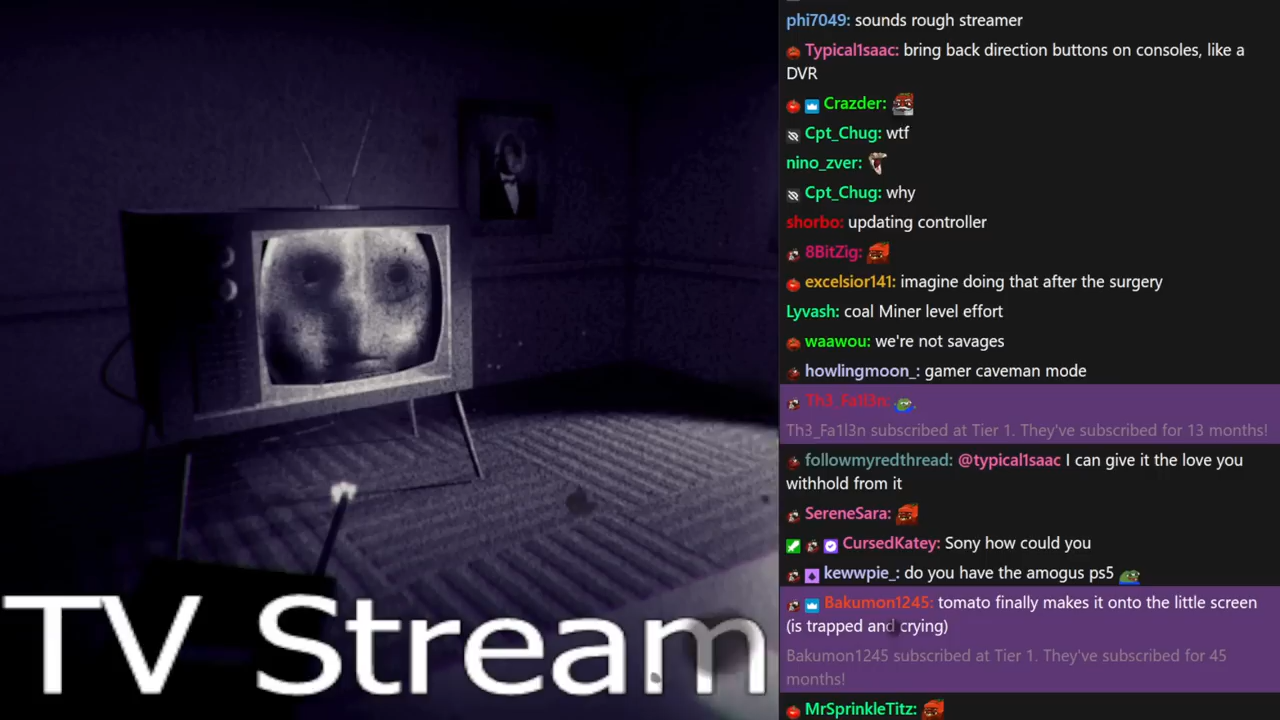 phi7049: sounds rough streamer
Typical1saac: bring back direction buttons on consoles, like a
DVR
Crazder:
Cpt_Chug: wtf
nino_zver:
Cpt_Chug: why
shorbo: updating controller
8BitZig:
excelsior141: imagine doing that after the surgery
Lyvash: coal Miner level effort
waawou: we're not savages
howlingmoon_: gamer caveman mode
Th3_Fa1l3n:
Th3_Fa1l3n subscribed at Tier 1. They've subscribed for 13 months!
followmyredthread: @typical1saac I can give it the love you
withhold from it
SereneSara:
CursedKatey: Sony how could you
kewwpie_: do you have the amogus ps5
Bakumon1245: tomato finally makes it onto the little screen
(is trapped and crying)
Bakumon1245 subscribed at Tier 1. They've subscribed for 45
months!
MrSprinkleTitz:
TV Stream